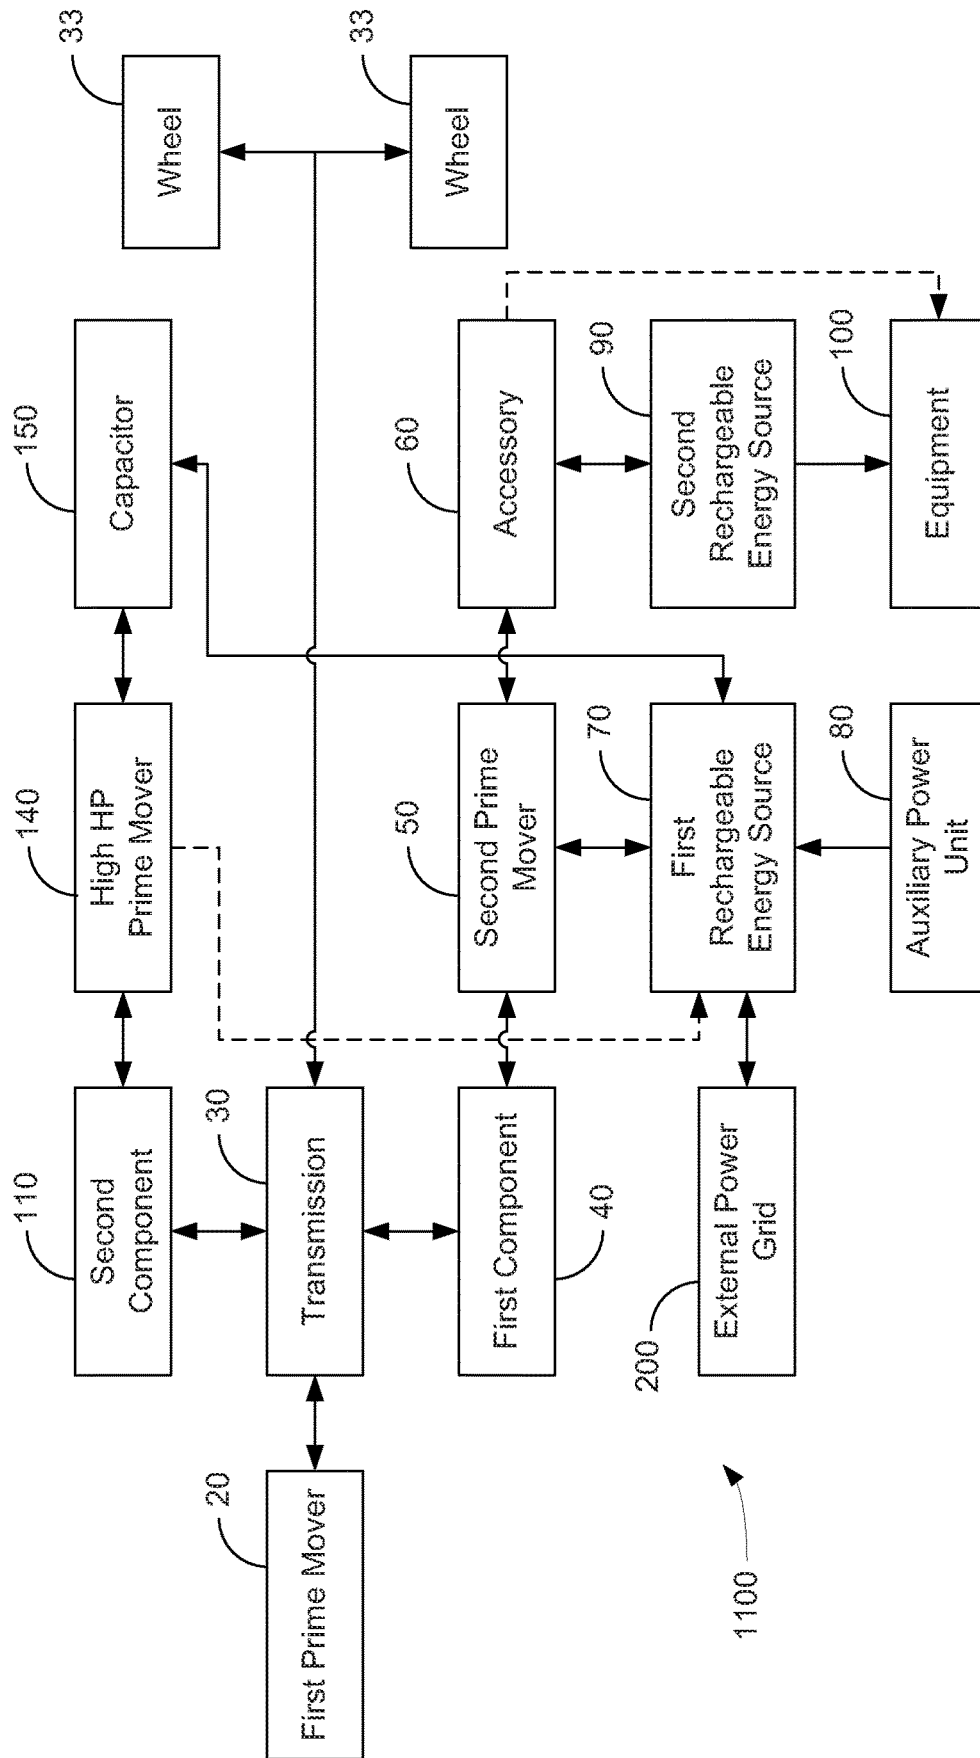 33
Wheel
33
Wheel
150
Capacitor
140
High HP
Prime Mover
110
Second
Component
20
First Prime Mover
30
Transmission
40
First Component
50
Second Prime
Mover
60
Accessory
70
First
Rechargeable
Energy Source
90
Second
Rechargeable
Energy Source
200
External Power
Grid
80
Auxiliary Power
Unit
100
Equipment
1100